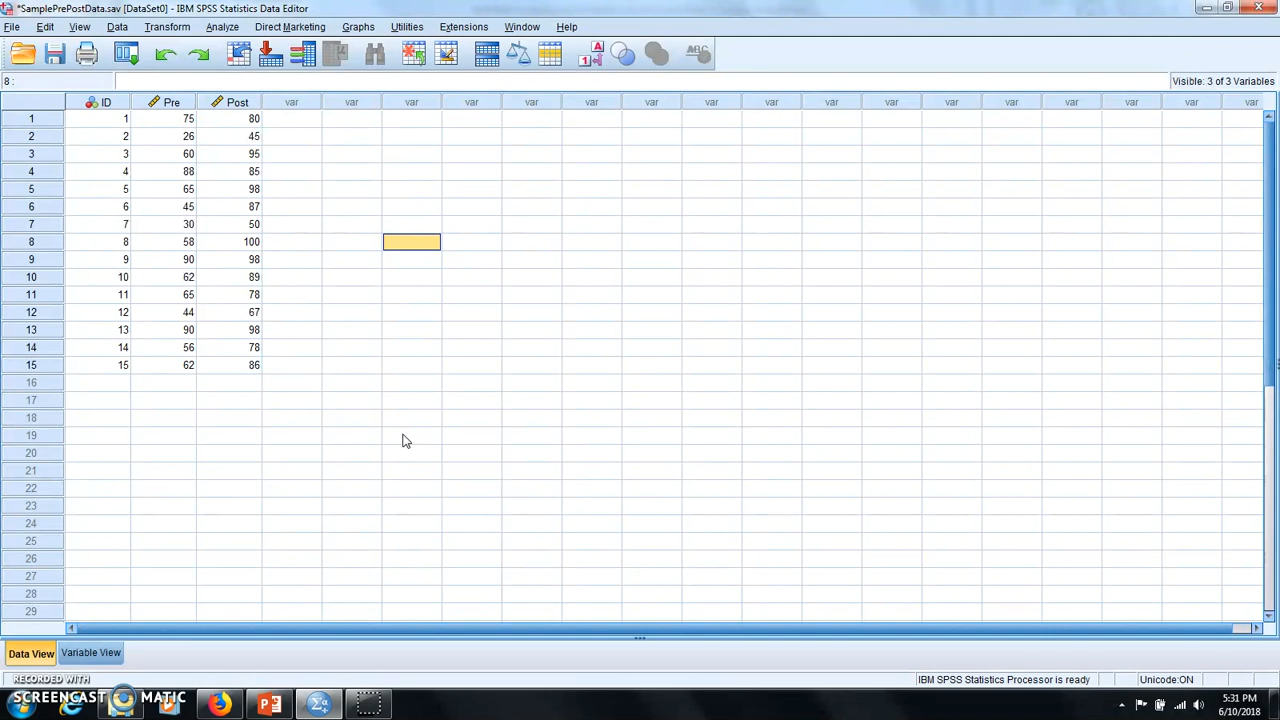 *SamplePrePostData.sav [DataSet0] - IBM SPSS Statistics Data Editor
File Edit View Data Transform Analyze Direct Marketing Graphs Utilities Extensions Window Help
8 : Visible: 3 of 3 Variables
ID Pre Post var var var var var var var var var var var var var var var var var
1 1 75 80
2 2 26 45
3 3 60 95
4 4 88 85
5 5 65 98
6 6 45 87
7 7 30 50
8 8 58 100
9 9 90 98
10 10 62 89
11 11 65 78
12 12 44 67
13 13 90 98
14 14 56 78
15 15 62 86
16
17
18
19
20
21
22
23
24
25
26
27
28
29
Data View Variable View
IBM SPSS Statistics Processor is ready Unicode:ON
RECORDED WITH
SCREENCAST MATIC
5:31 PM
6/10/2018